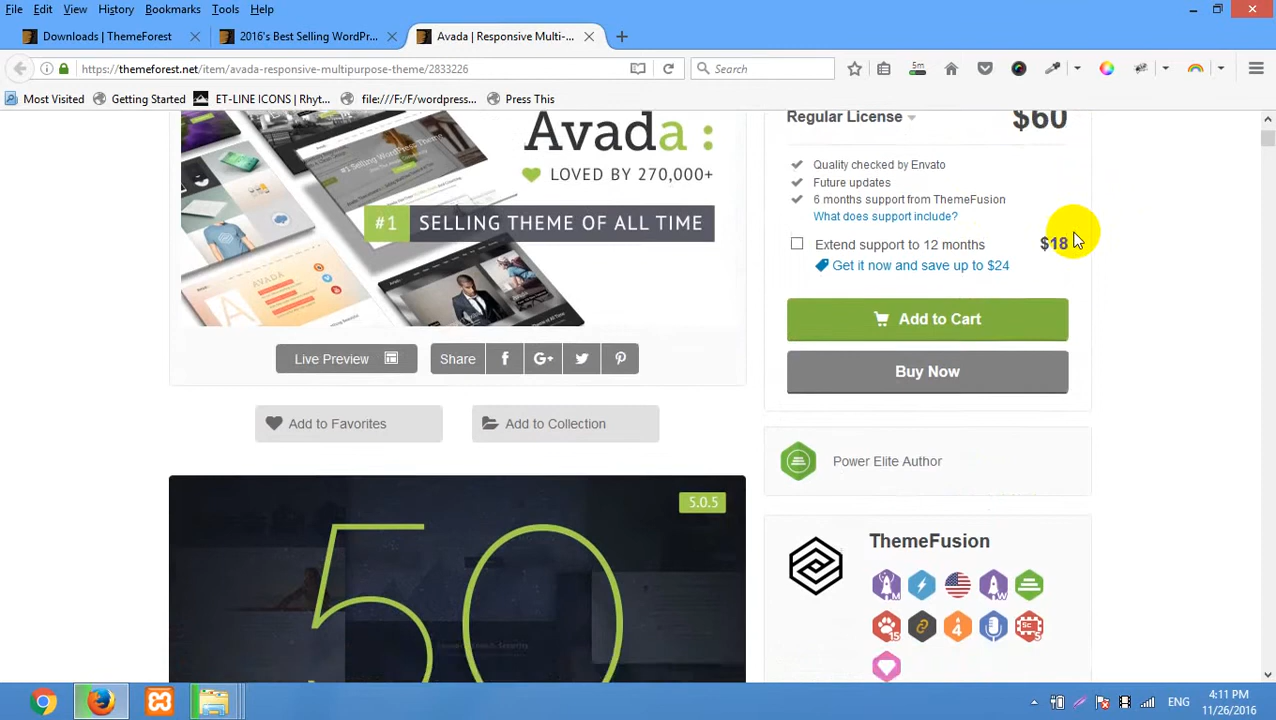 File Edit View History Bookmarks Tools Help
Downloads | ThemeForest
2016's Best Selling WordPr...
Avada | Responsive Multi-...
https://themeforest.net/item/avada-responsive-multipurpose-theme/2833226
Search
5m
Most Visited
Getting Started
ET-LINE ICONS | Rhyt...
file:///F:/F/wordpress...
Press This
Avada :
LOVED BY 270,000+
#1 SELLING THEME OF ALL TIME
Live Preview
Share
Add to Favorites
Add to Collection
5.0.5
50
Regular License
$60
Quality checked by Envato
Future updates
6 months support from ThemeFusion
What does support include?
Extend support to 12 months
$18
Get it now and save up to $24
Add to Cart
Buy Now
Power Elite Author
ThemeFusion
ENG
4:11 PM
11/26/2016